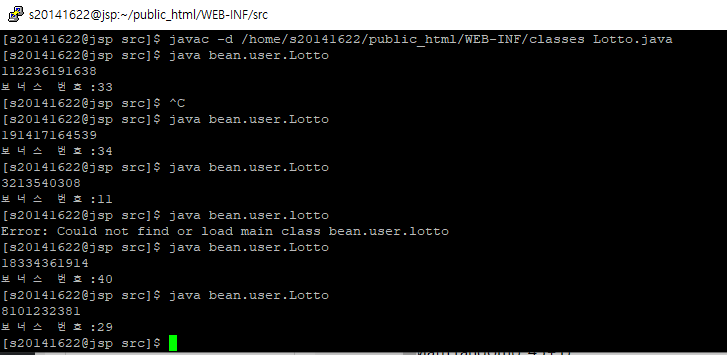 s20141622@jsp:~/public_html/WEB-INF/src
[s20141622@jsp src]$ javac -d /home/s20141622/public_html/WEB-INF/classes Lotto.java
[s20141622@jsp src]$ java bean.user.Lotto
112236191638
보너스 번호 :33
[s20141622@jsp src]$ ^C
[s20141622@jsp src]$ java bean.user.Lotto
191417164539
보너스 번호 :34
[s20141622@jsp src]$ java bean.user.Lotto
3213540308
보너스 번호 :11
[s20141622@jsp src]$ java bean.user.lotto
Error: Could not find or load main class bean.user.lotto
[s20141622@jsp src]$ java bean.user.Lotto
18334361914
보너스 번호 :40
[s20141622@jsp src]$ java bean.user.Lotto
8101232381
보너스 번호 :29
[s20141622@jsp src]$